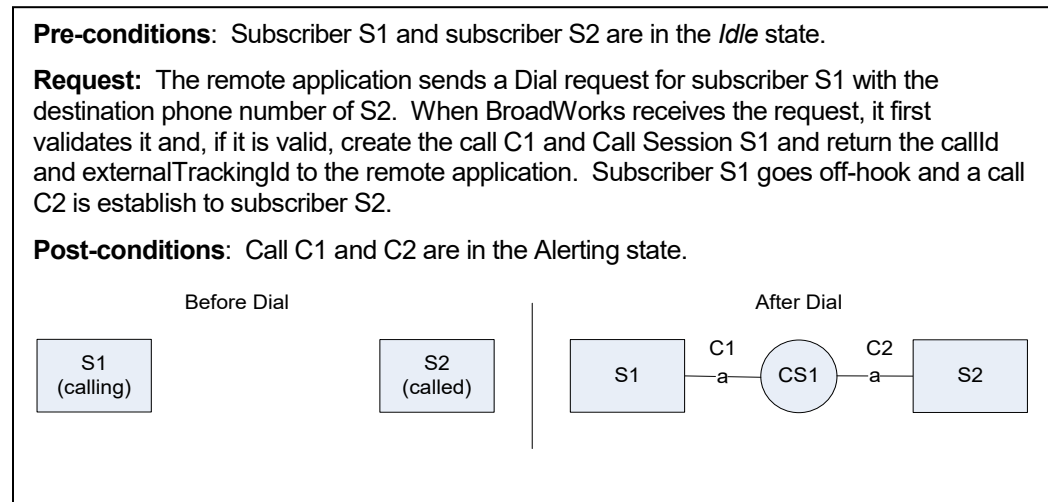 Pre-conditions: Subscriber S1 and subscriber S2 are in the Idle state.
Request: The remote application sends a Dial request for subscriber S1 with the
destination phone number of S2. When BroadWorks receives the request, it first
validates it and, if it is valid, create the call C1 and Call Session S1 and return the callId
and externalTrackingId to the remote application. Subscriber S1 goes off-hook and a call
C2 is establish to subscriber S2.
Post-conditions: Call C1 and C2 are in the Alerting state.
Before Dial
S1
(calling)
S2
(called)
After Dial
S1
C1
a
CS1
C2
a
S2